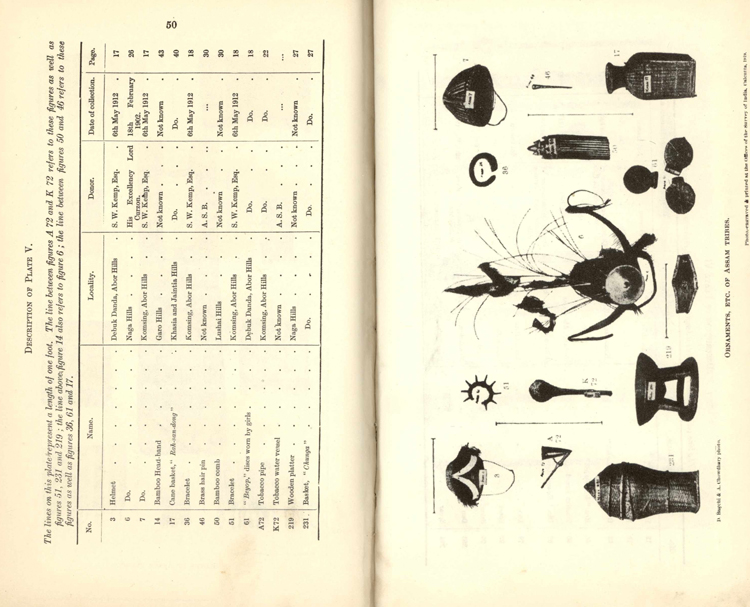 50
DESCRIPTION OF PLATE V.
The lines on this plate represent a length of one foot. The line between figures A 72 and K 72 refers to these figures as well as
figures 51, 231 and 219; the line above figure 14 also refers to figure 6; the line between figures 50 and 46 refers to these
figures as well as figures 36, 61 and 17.
No. Name. Locality. Donor. Date of collection. Page.
3 Helmet Debuk Danda, Abor Hills S. W. Kemp, Esq. 6th May 1912 17
6 Do. Naga Hills His Excellency Lord Curzon. 18th February 1902. 26
7 Do. Komsing, Abor Hills S. W. Kemp, Esq. 6th May 1912 17
14 Bamboo Head-band Garo Hills Not known Not known 43
17 Cane basket, " Khasia and Jaintia Hills Do. Do. 40
36 Bracelet Komsing, Abor Hills S. W. Kemp, Esq. 6th May 1912 18
46 Brass hair pin Not known A. S. B. ... 30
50 Bamboo comb Lushai Hills Not known Not known 30
51 Bracelet Komsing, Abor Hills S. W. Kemp, Esq. 6th May 1912 18
61 "Boyop," discs worn by girls Debuk Danda, Abor Hills Do. Do. 18
A72 Tobacco pipe Komsing, Abor Hills Do. Do. 22
K72 Tobacco water vessel Not known A. S. B. ... ...
219 Wooden platter Naga Hills Not known Not known 27
231 Basket, "Chunga" Do. Do. Do. 27
7
46
17
36
50
61
6
51
K
72
219
3
A
72
231
ORNAMENTS, ETC. OF ASSAM TRIBES.
D Bagchi & A. Chowdhary photo.
Photo-engraved & printed at the Offices of the Survey of India, Calcutta,